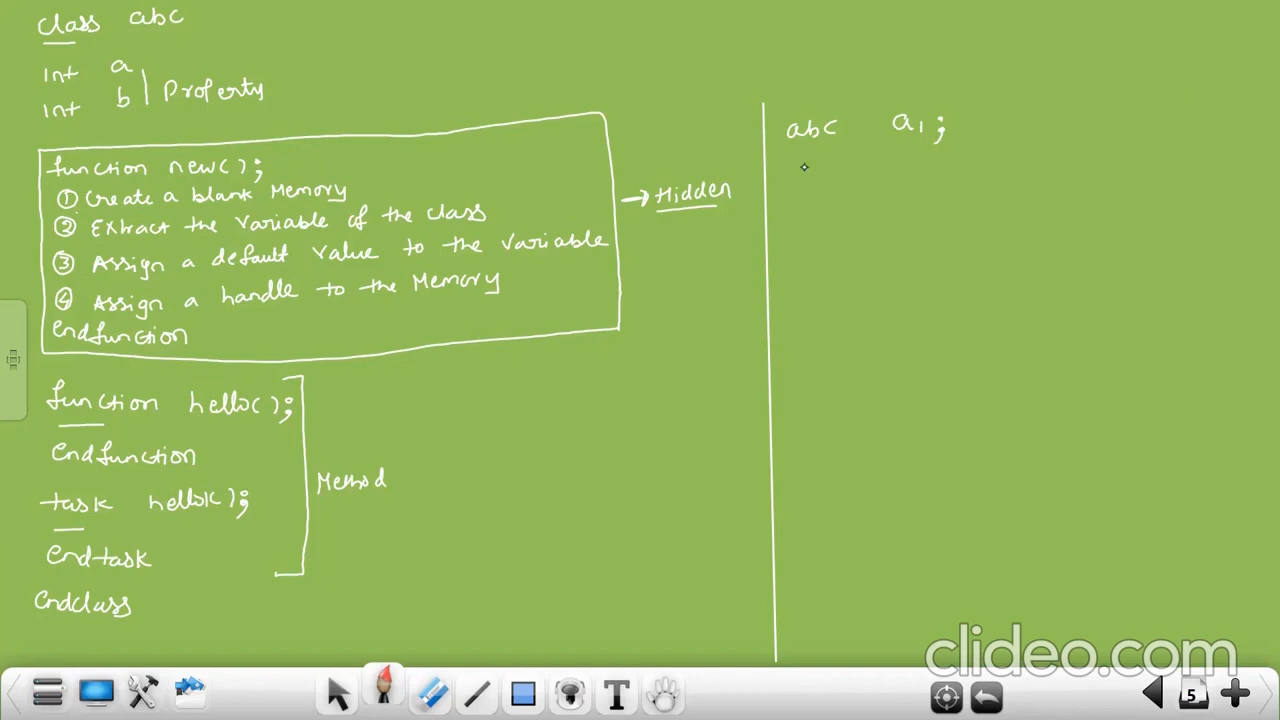 class abc
int a
int b
Property
function new();
① Create a blank Memory
② Extract the variable of the class
③ Assign a default value to the variable
④ Assign a handle to the Memory
endfunction
→ Hidden
function hello();
endfunction
task hello1();
endtask
Method
endclass
abc a1;
clideo.com
5